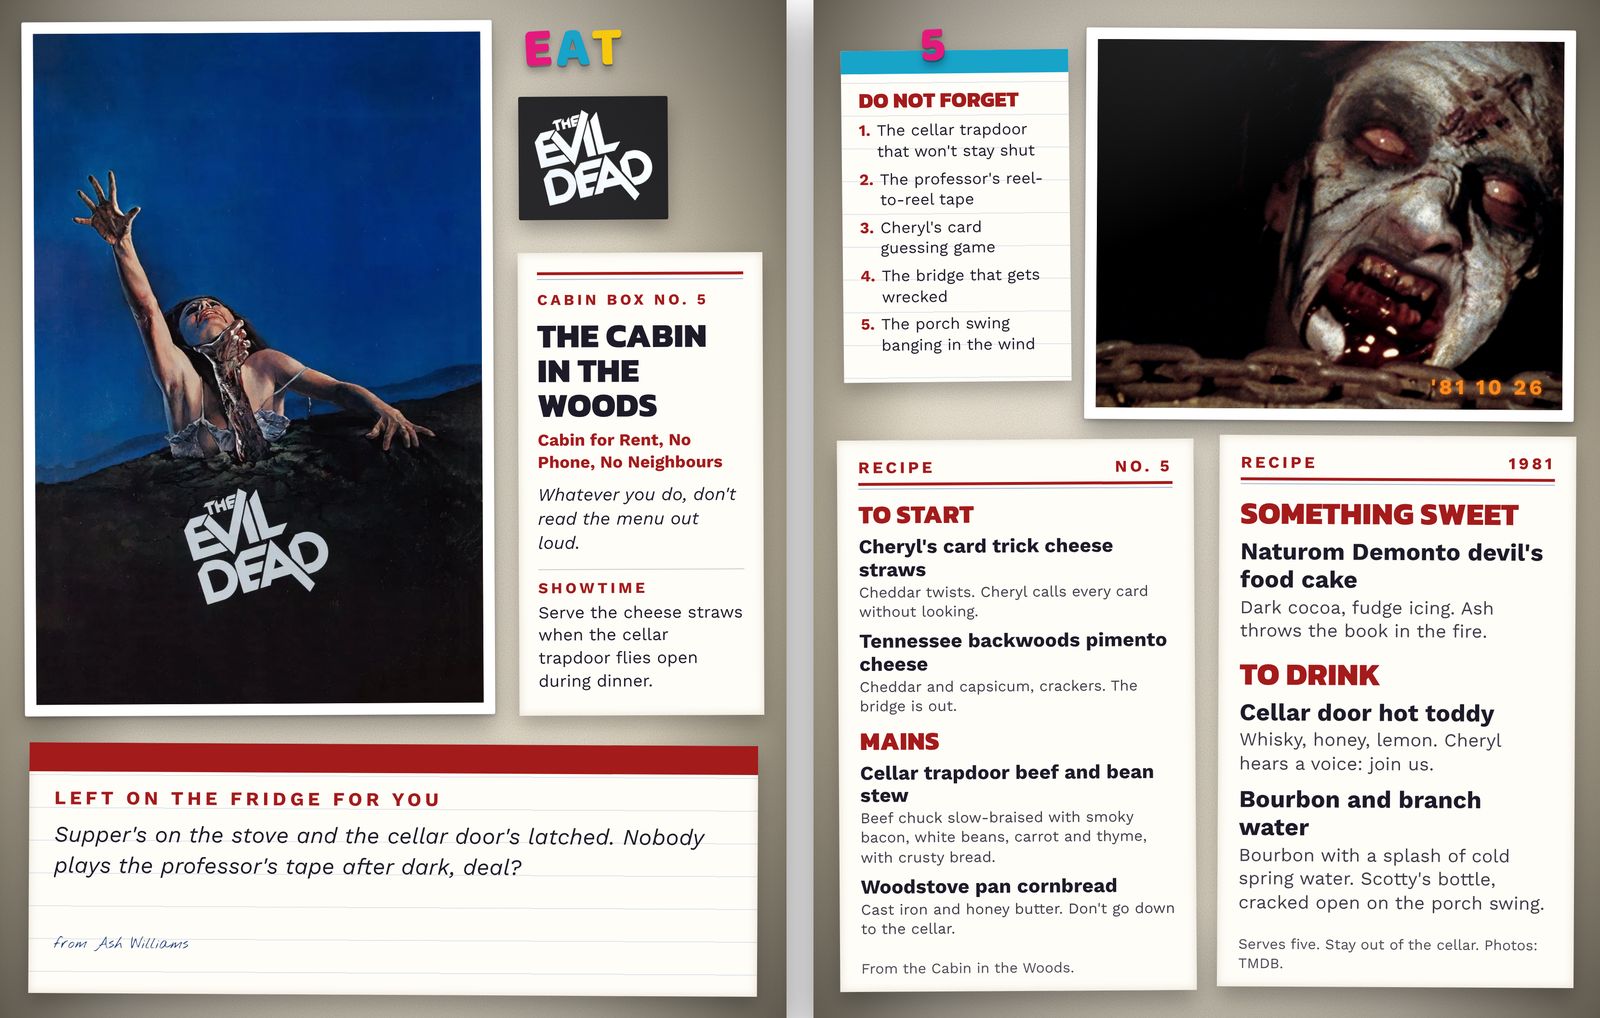 THE
EVIL
DEAD
EAT
THE
EVIL
DEAD
CABIN BOX NO. 5
THE CABIN
IN THE
WOODS
Cabin for Rent, No
Phone, No Neighbours
Whatever you do, don't
read the menu out
loud.
SHOWTIME
Serve the cheese straws
when the cellar
trapdoor flies open
during dinner.
LEFT ON THE FRIDGE FOR YOU
Supper's on the stove and the cellar door's latched. Nobody
plays the professor's tape after dark, deal?
from Ash Williams
5
DO NOT FORGET
1. The cellar trapdoor
that won't stay shut
2. The professor's reel-
to-reel tape
3. Cheryl's card
guessing game
4. The bridge that gets
wrecked
5. The porch swing
banging in the wind
'81 10 26
RECIPE NO. 5
TO START
Cheryl's card trick cheese
straws
Cheddar twists. Cheryl calls every card
without looking.
Tennessee backwoods pimento
cheese
Cheddar and capsicum, crackers. The
bridge is out.
MAINS
Cellar trapdoor beef and bean
stew
Beef chuck slow-braised with smoky
bacon, white beans, carrot and thyme,
with crusty bread.
Woodstove pan cornbread
Cast iron and honey butter. Don't go down
to the cellar.
From the Cabin in the Woods.
RECIPE 1981
SOMETHING SWEET
Naturom Demonto devil's
food cake
Dark cocoa, fudge icing. Ash
throws the book in the fire.
TO DRINK
Cellar door hot toddy
Whisky, honey, lemon. Cheryl
hears a voice: join us.
Bourbon and branch
water
Bourbon with a splash of cold
spring water. Scotty's bottle,
cracked open on the porch swing.
Serves five. Stay out of the cellar. Photos:
TMDB.